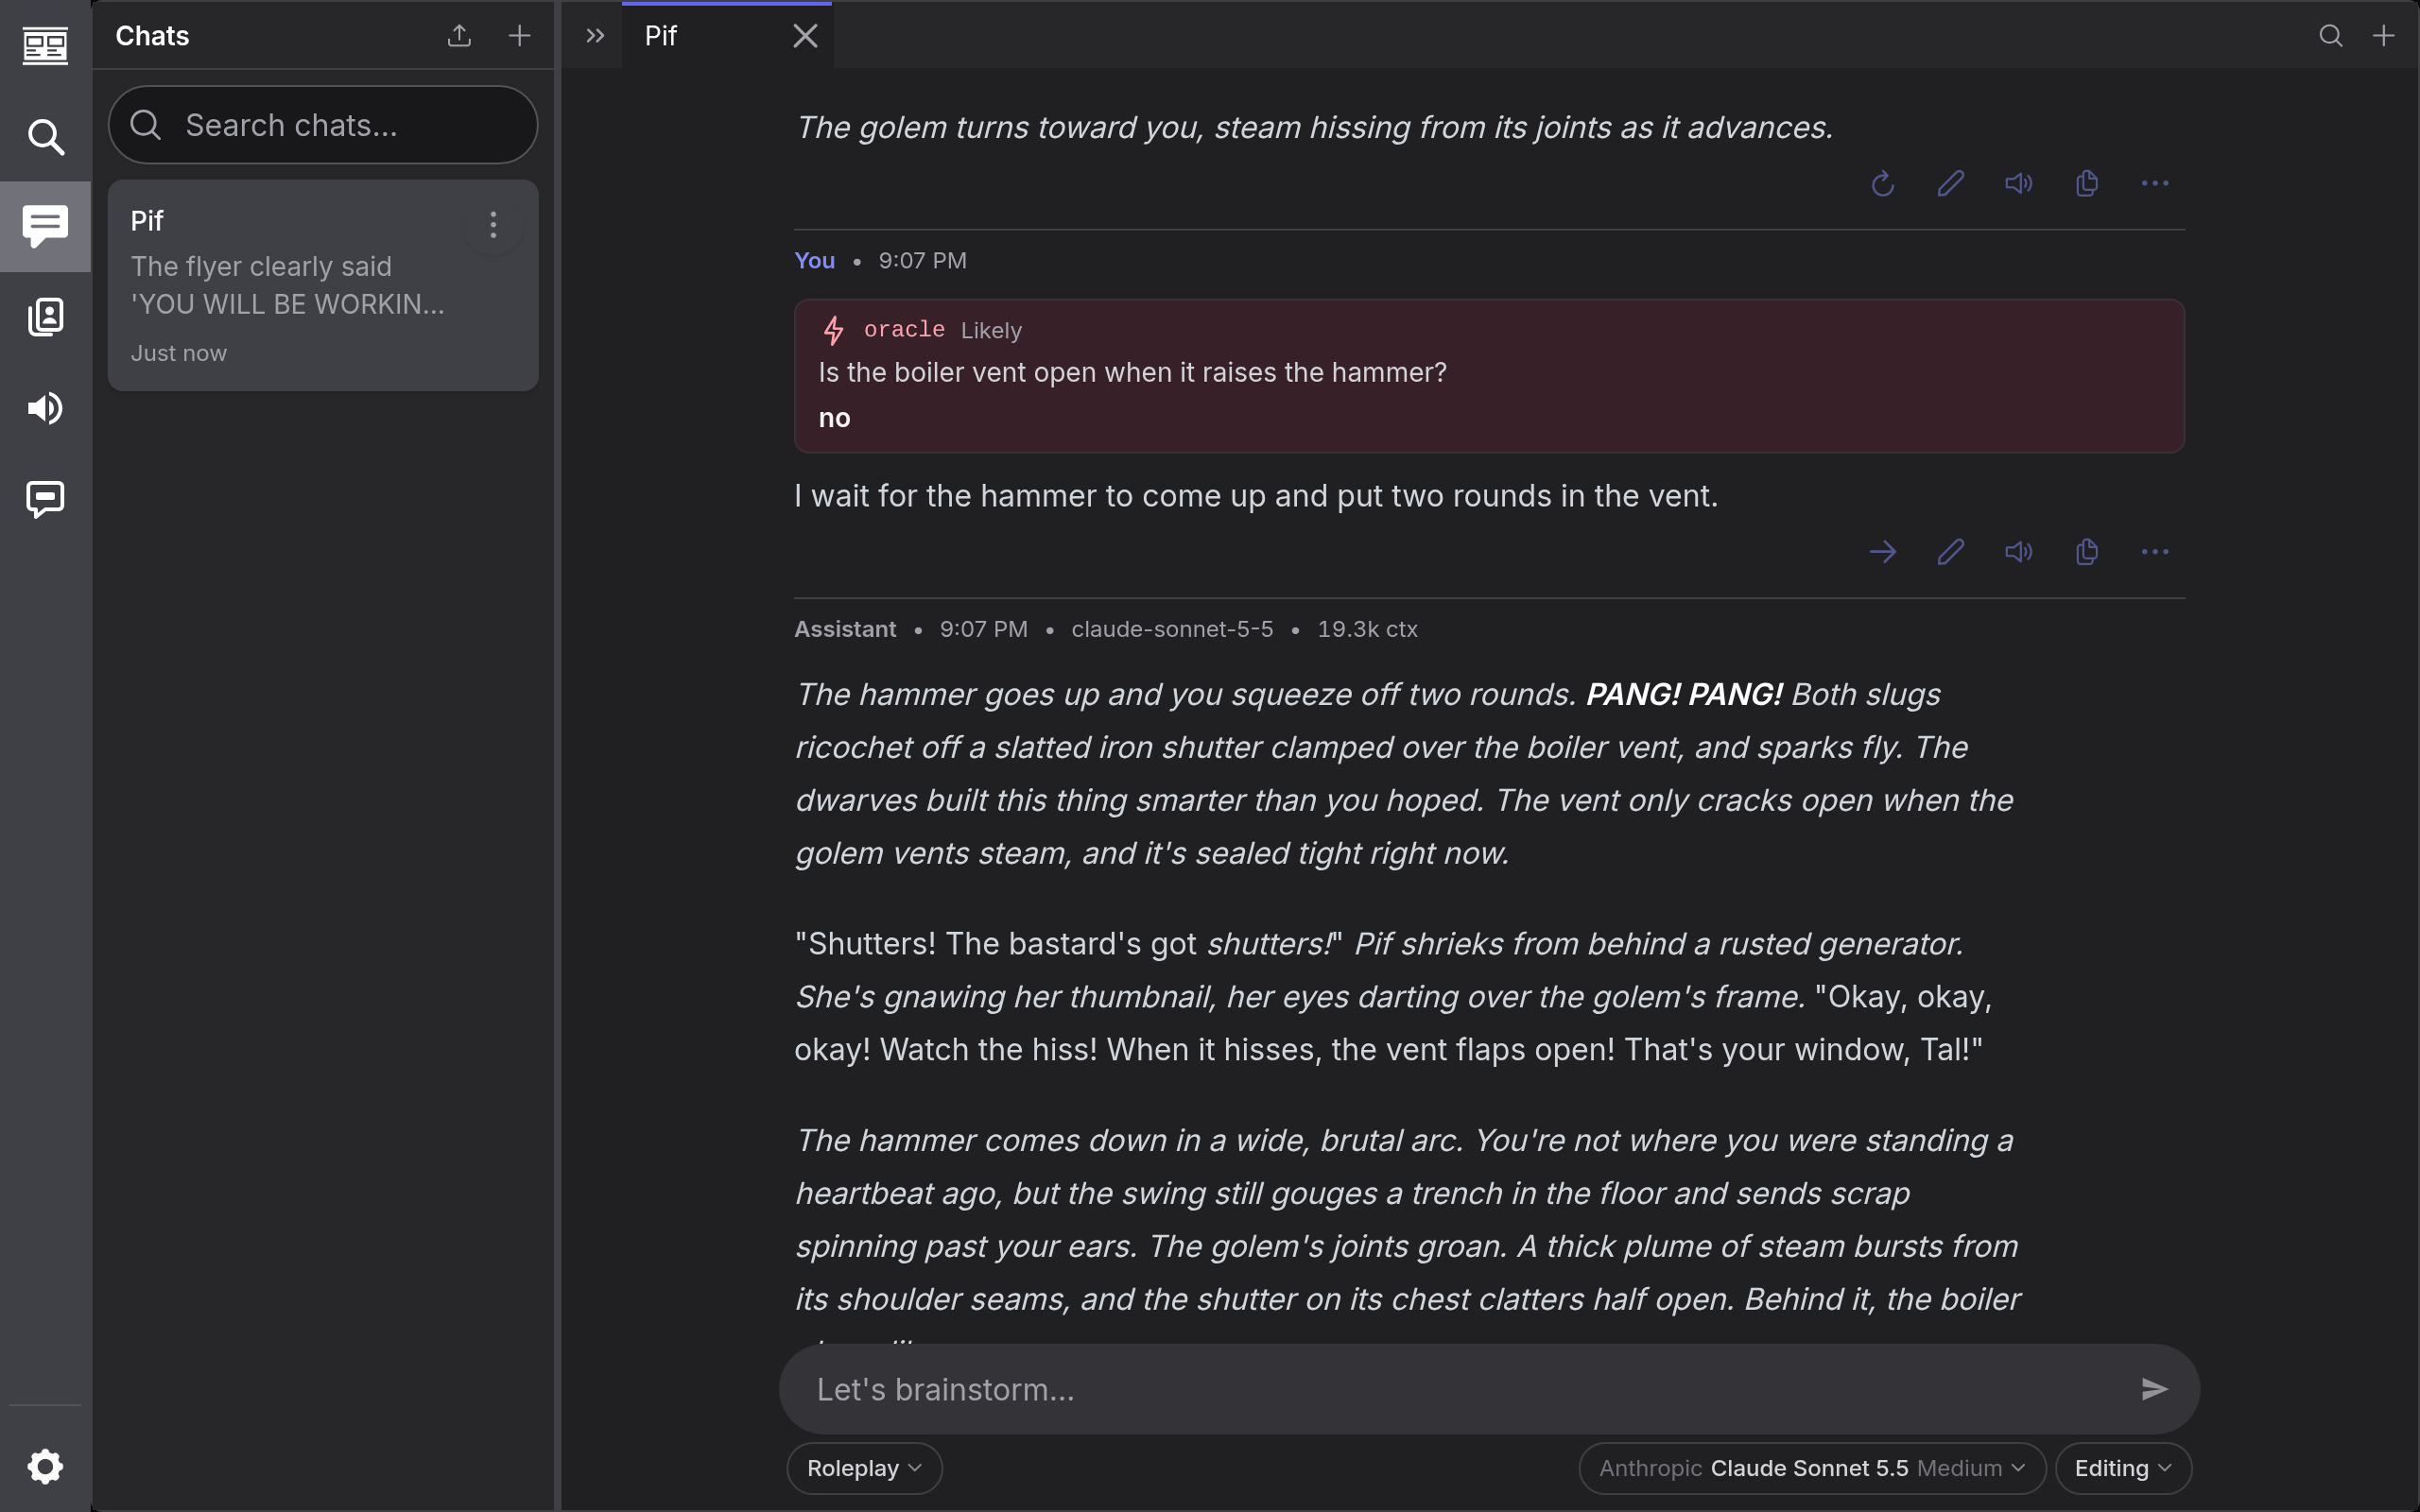 Chats
Pif
Search chats...
Pif
The flyer clearly said
'YOU WILL BE WORKIN...
Just now
The golem turns toward you, steam hissing from its joints as it advances.
You • 9:07 PM
oracle Likely
Is the boiler vent open when it raises the hammer?
no
I wait for the hammer to come up and put two rounds in the vent.
Assistant • 9:07 PM • claude-sonnet-5-5 • 19.3k ctx
The hammer goes up and you squeeze off two rounds. PANG! PANG! Both slugs
ricochet off a slatted iron shutter clamped over the boiler vent, and sparks fly. The
dwarves built this thing smarter than you hoped. The vent only cracks open when the
golem vents steam, and it's sealed tight right now.
"Shutters! The bastard's got shutters!" Pif shrieks from behind a rusted generator.
She's gnawing her thumbnail, her eyes darting over the golem's frame. "Okay, okay,
okay! Watch the hiss! When it hisses, the vent flaps open! That's your window, Tal!"
The hammer comes down in a wide, brutal arc. You're not where you were standing a
heartbeat ago, but the swing still gouges a trench in the floor and sends scrap
spinning past your ears. The golem's joints groan. A thick plume of steam bursts from
its shoulder seams, and the shutter on its chest clatters half open. Behind it, the boiler
Let's brainstorm...
Roleplay
Anthropic Claude Sonnet 5.5 Medium
Editing